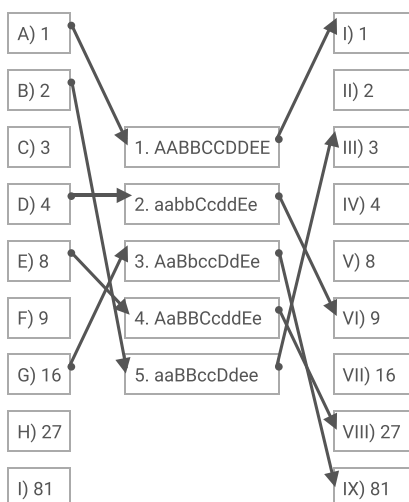 A) 1
B) 2
C) 3
D) 4
E) 8
F) 9
G) 16
H) 27
I) 81
1. AABBCCDDEE
2. aabbCcddEe
3. AaBbccDdEe
4. AaBBCcddEe
5. aaBBccDdee
I) 1
II) 2
III) 3
IV) 4
V) 8
VI) 9
VII) 16
VIII) 27
IX) 81